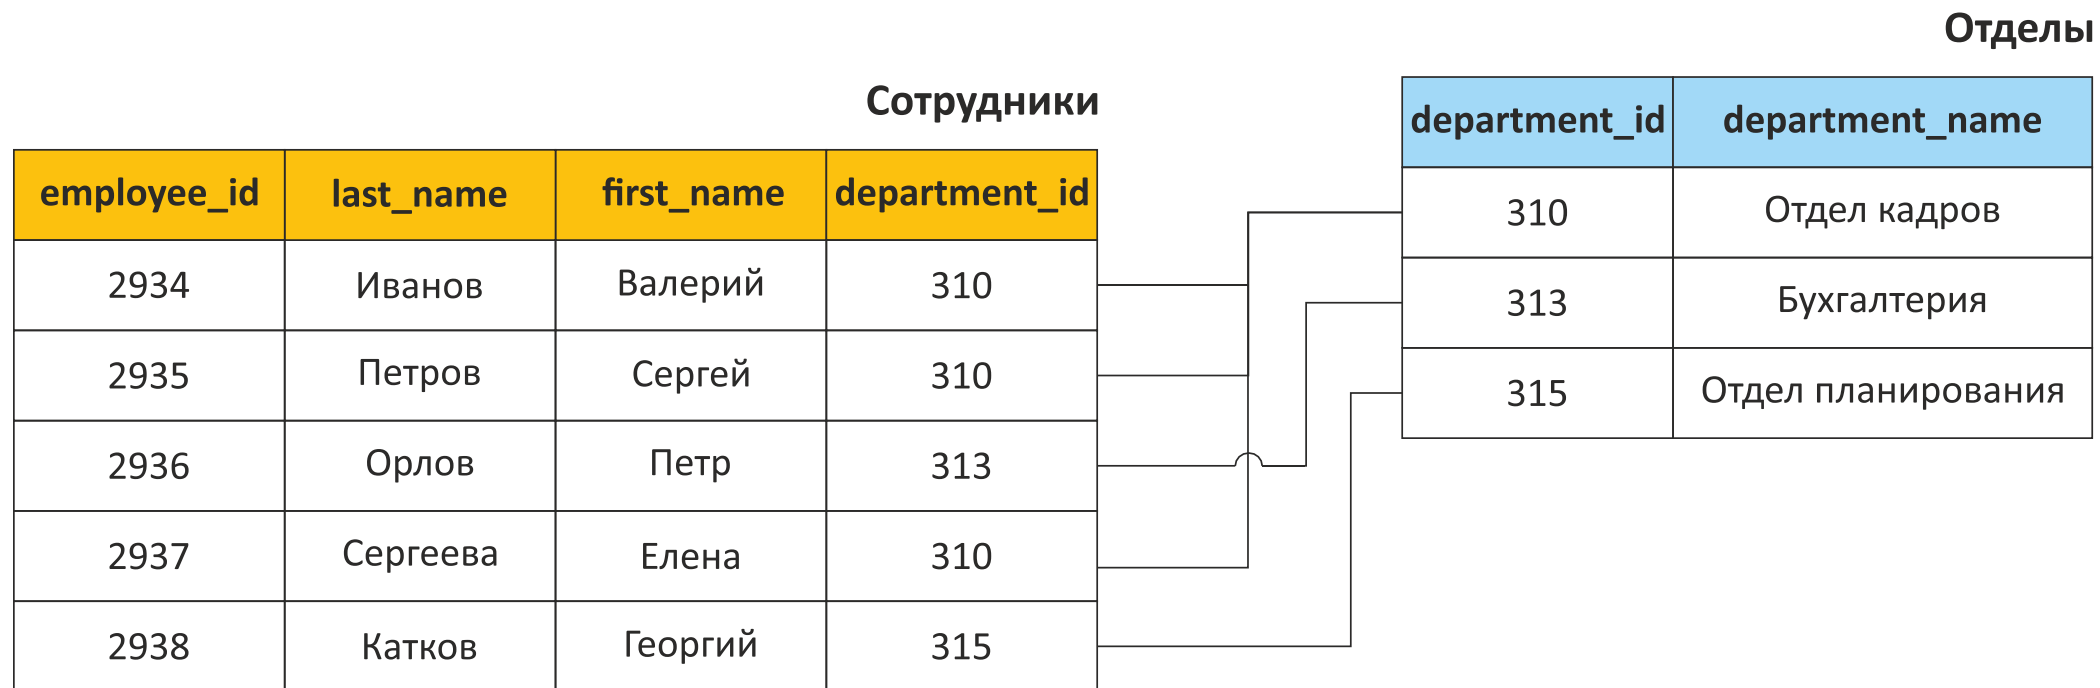 Отделы
Сотрудники
department_id department_name
employee_id last_name first_name department_id
310 Отдел кадров
2934 Иванов Валерий 310
313 Бухгалтерия
2935 Петров Сергей 310
315 Отдел планирования
2936 Орлов Петр 313
2937 Сергеева Елена 310
2938 Катков Георгий 315